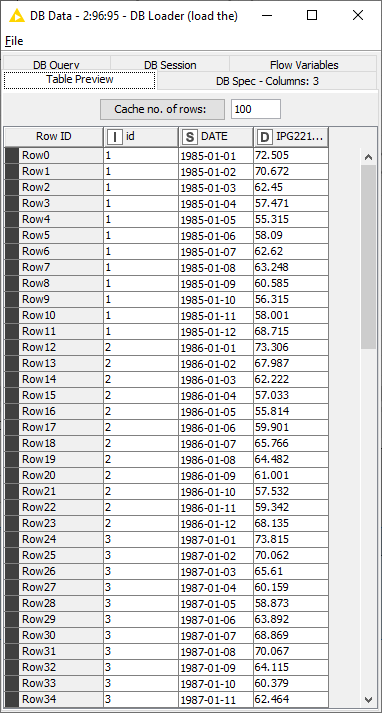 DB Data - 2:96:95 - DB Loader (load the)
File
DB Query DB Session Flow Variables
Table Preview DB Spec - Columns: 3
Cache no. of rows: 100
Row ID I id S DATE D IPG221...
Row0 1 1985-01-01 72.505
Row1 1 1985-01-02 70.672
Row2 1 1985-01-03 62.45
Row3 1 1985-01-04 57.471
Row4 1 1985-01-05 55.315
Row5 1 1985-01-06 58.09
Row6 1 1985-01-07 62.62
Row7 1 1985-01-08 63.248
Row8 1 1985-01-09 60.585
Row9 1 1985-01-10 56.315
Row10 1 1985-01-11 58.001
Row11 1 1985-01-12 68.715
Row12 2 1986-01-01 73.306
Row13 2 1986-01-02 67.987
Row14 2 1986-01-03 62.222
Row15 2 1986-01-04 57.033
Row16 2 1986-01-05 55.814
Row17 2 1986-01-06 59.901
Row18 2 1986-01-07 65.766
Row19 2 1986-01-08 64.482
Row20 2 1986-01-09 61.001
Row21 2 1986-01-10 57.532
Row22 2 1986-01-11 59.342
Row23 2 1986-01-12 68.135
Row24 3 1987-01-01 73.815
Row25 3 1987-01-02 70.062
Row26 3 1987-01-03 65.61
Row27 3 1987-01-04 60.159
Row28 3 1987-01-05 58.873
Row29 3 1987-01-06 63.892
Row30 3 1987-01-07 68.869
Row31 3 1987-01-08 70.067
Row32 3 1987-01-09 64.115
Row33 3 1987-01-10 60.379
Row34 3 1987-01-11 62.464